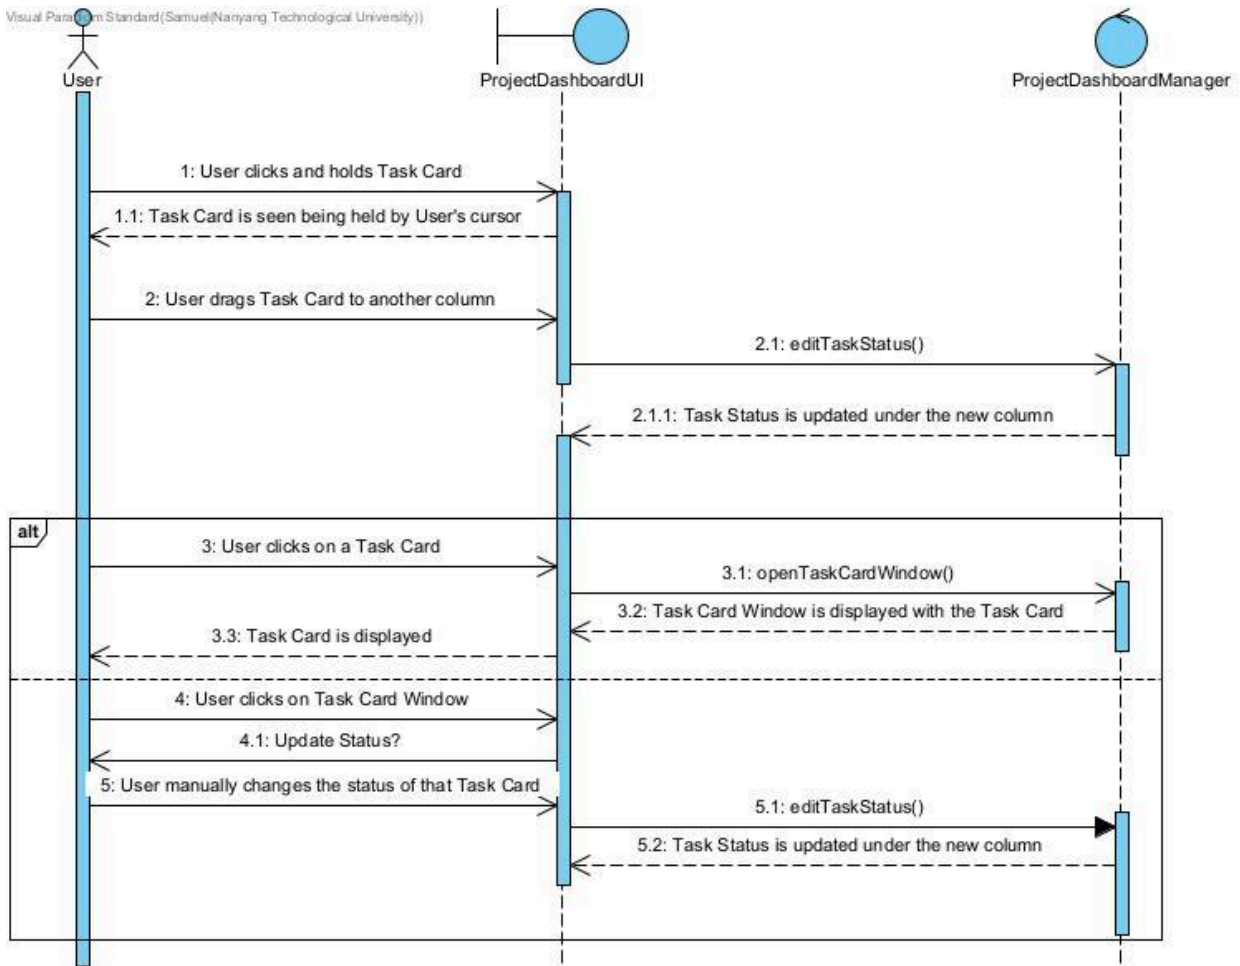 Visual Paradigm Standard(Samuel(Nanyang Technological University))
User
ProjectDashboardUI
ProjectDashboardManager
1: User clicks and holds Task Card
1.1: Task Card is seen being held by User's cursor
2: User drags Task Card to another column
2.1: editTaskStatus()
2.1.1: Task Status is updated under the new column
alt
3: User clicks on a Task Card
3.1: openTaskCardWindow()
3.2: Task Card Window is displayed with the Task Card
3.3: Task Card is displayed
4: User clicks on Task Card Window
4.1: Update Status?
5: User manually changes the status of that Task Card
5.1: editTaskStatus()
5.2: Task Status is updated under the new column